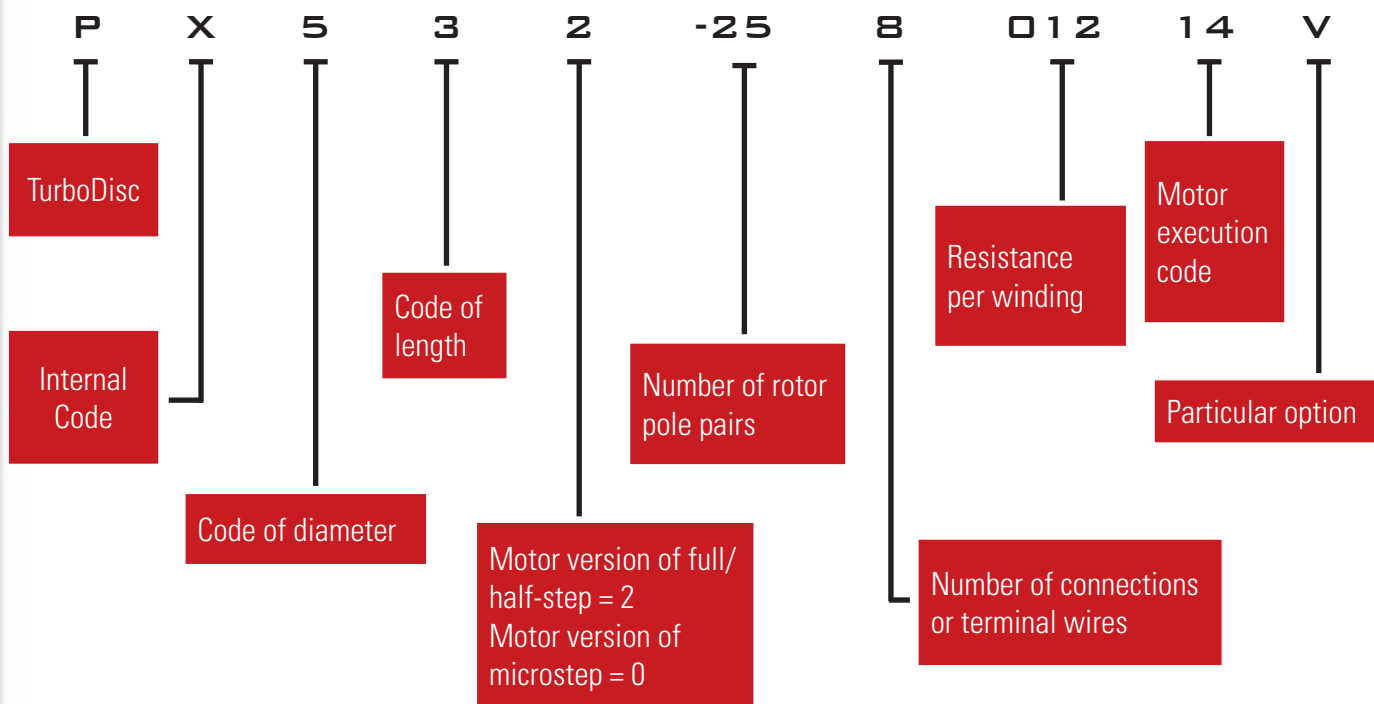 P X 5 3 2 -25 8 012 14 V
TurboDisc
Internal
Code
Code of diameter
Code of
length
Motor version of full/
half-step = 2
Motor version of
microstep = 0
Number of rotor
pole pairs
Number of connections
or terminal wires
Resistance
per winding
Motor
execution
code
Particular option